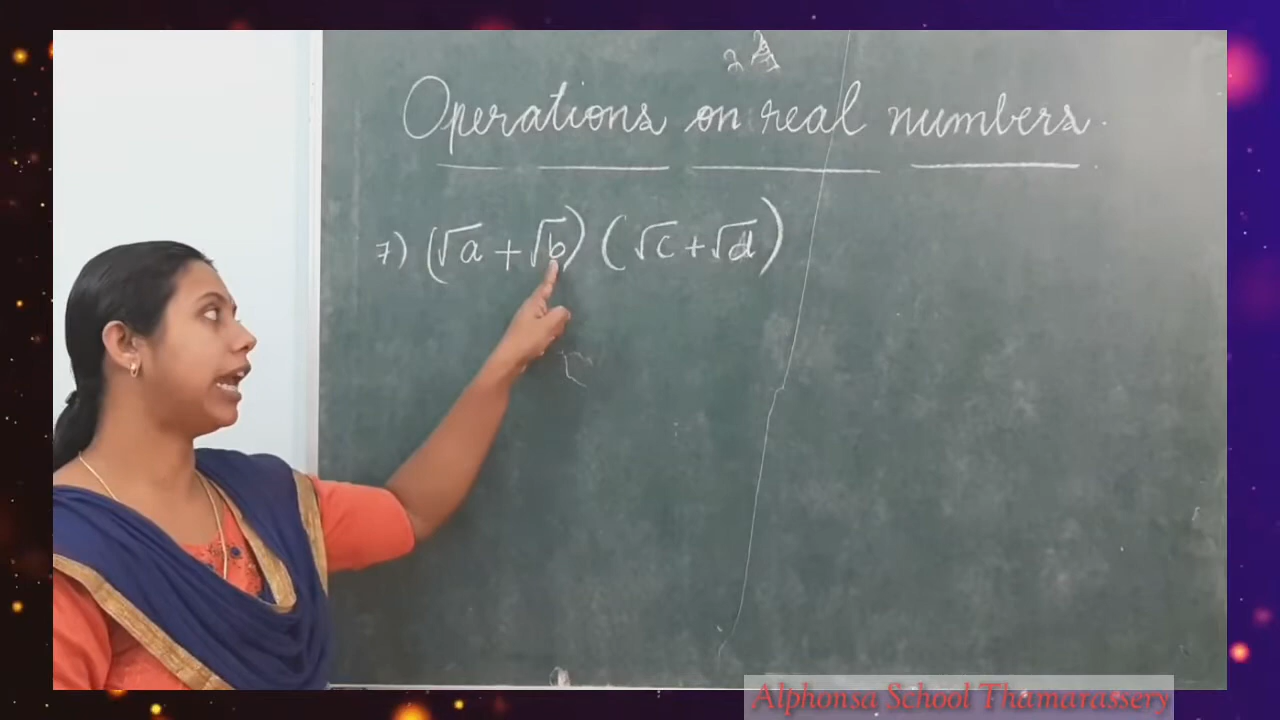 Operations on real numbers.
7) (√a + √b) (√c + √d)
Alphonsa School Thamarassery